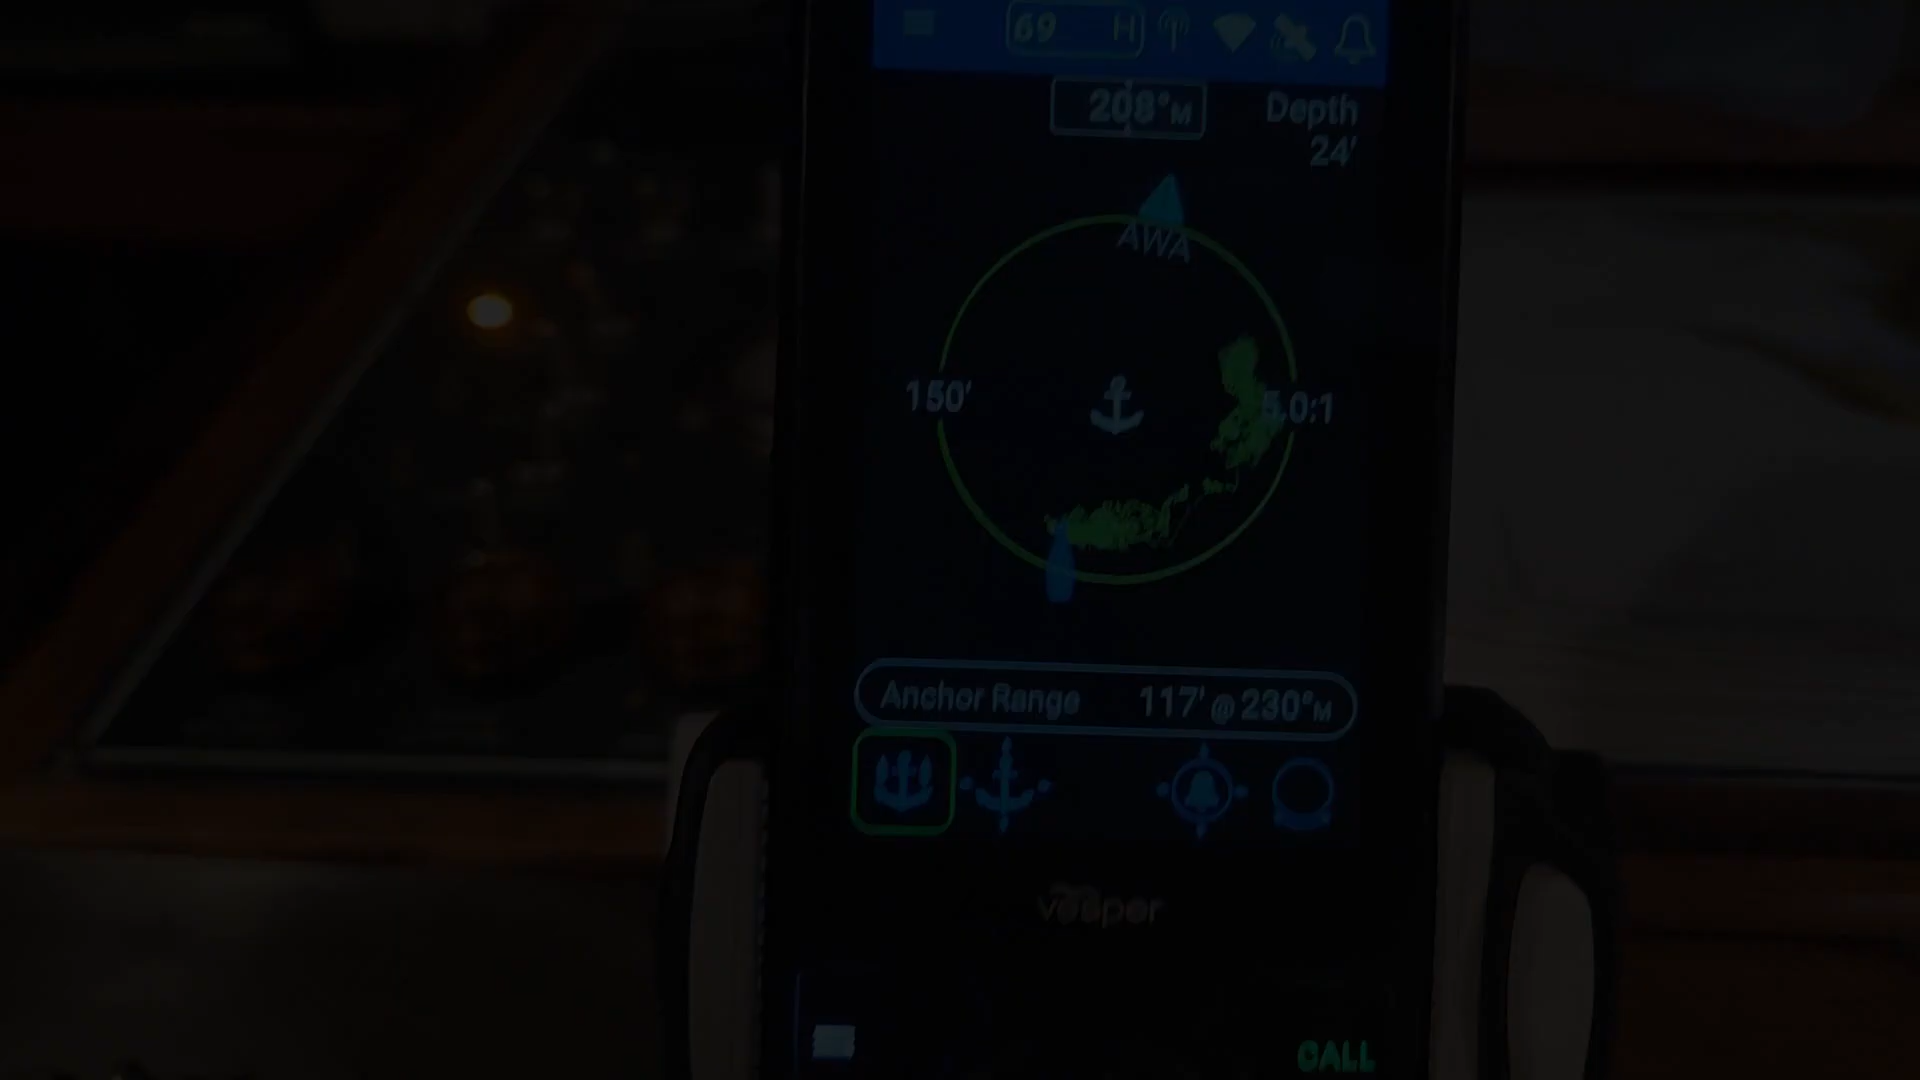 69 H
208°M
Depth
24'
AWA
150'
5.0:1
Anchor Range 117' @ 230°M
vesper
CALL